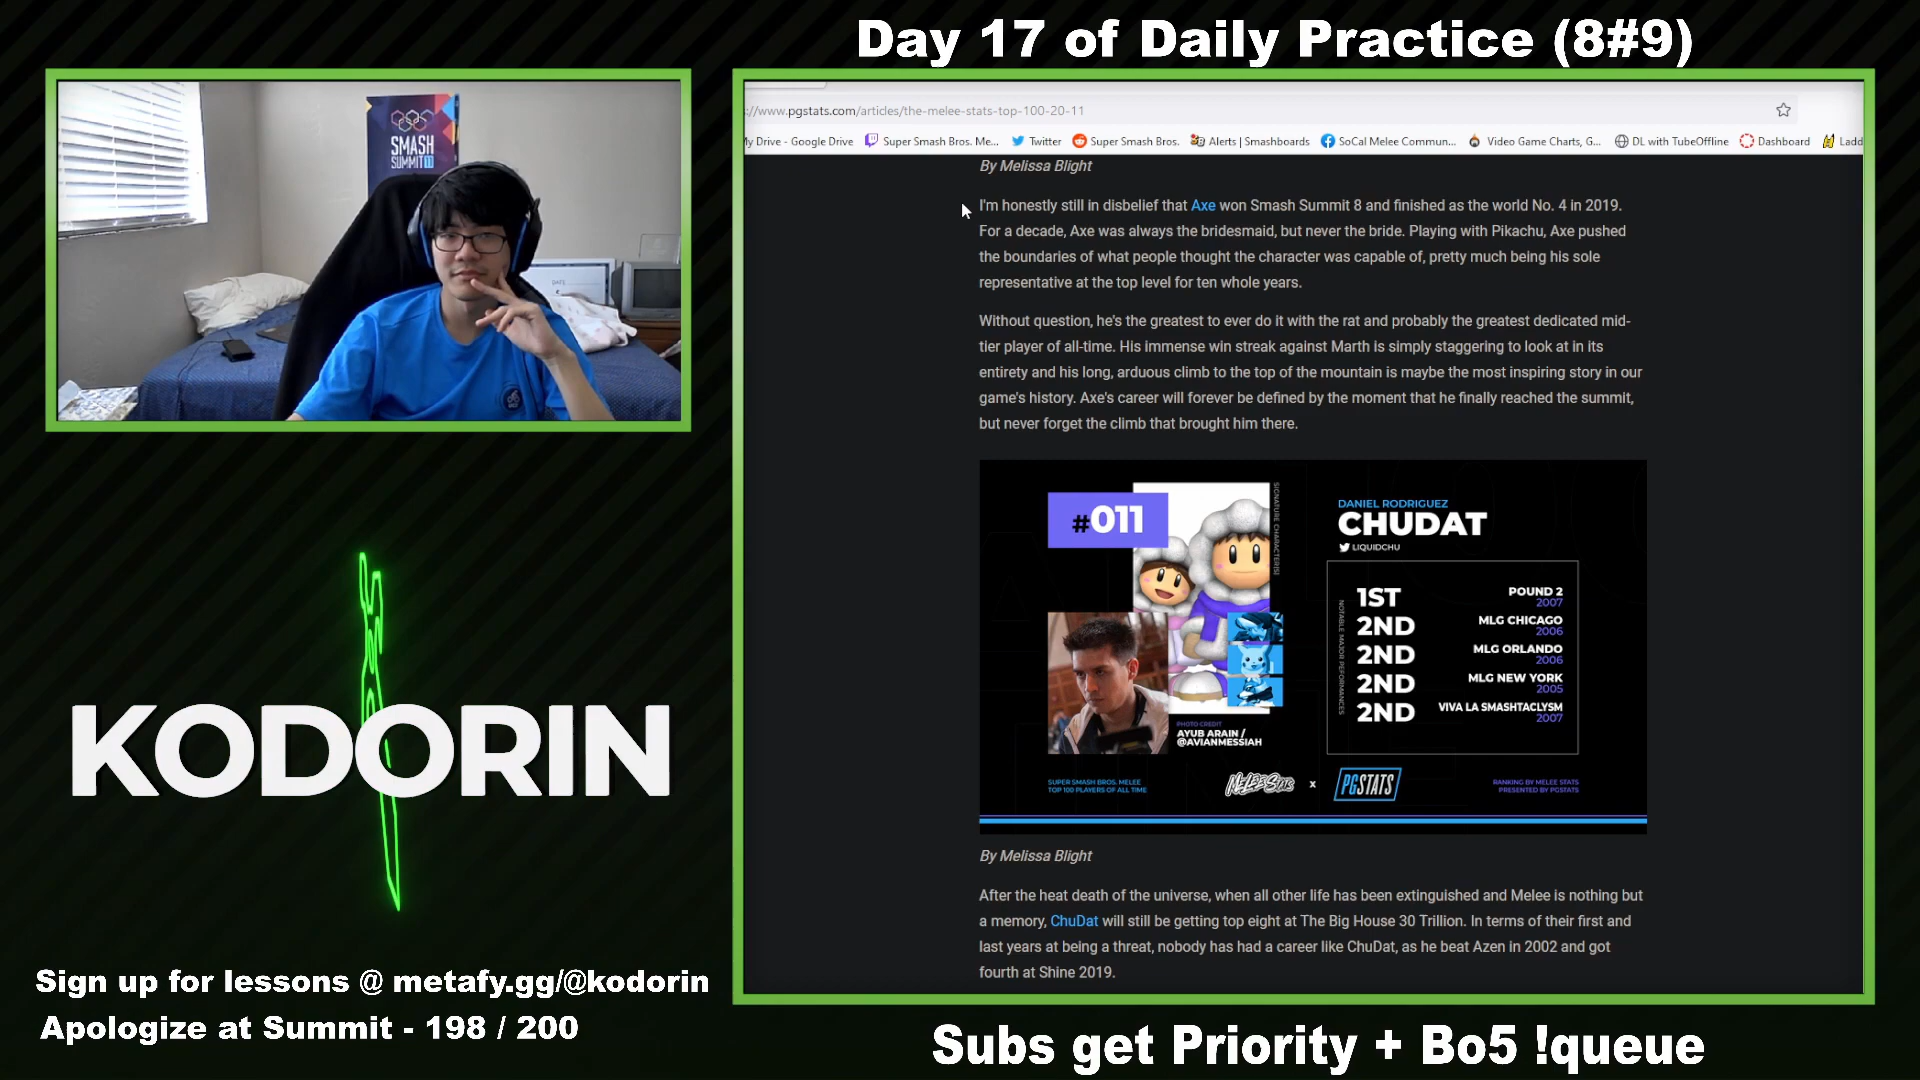 Day 17 of Daily Practice (8#9)
SMASH
SUMMIT 11
://www.pgstats.com/articles/the-melee-stats-top-100-20-11
My Drive - Google Drive
Super Smash Bros. Me...
Twitter
Super Smash Bros.
Alerts | Smashboards
SoCal Melee Commun...
Video Game Charts, G...
DL with TubeOffline
Dashboard
Ladd
By Melissa Blight
I'm honestly still in disbelief that Axe won Smash Summit 8 and finished as the world No. 4 in 2019.
For a decade, Axe was always the bridesmaid, but never the bride. Playing with Pikachu, Axe pushed
the boundaries of what people thought the character was capable of, pretty much being his sole
representative at the top level for ten whole years.
Without question, he's the greatest to ever do it with the rat and probably the greatest dedicated mid-
tier player of all-time. His immense win streak against Marth is simply staggering to look at in its
entirety and his long, arduous climb to the top of the mountain is maybe the most inspiring story in our
game's history. Axe's career will forever be defined by the moment that he finally reached the summit,
but never forget the climb that brought him there.
#011
SIGNATURE CHARACTER(S)
DANIEL RODRIGUEZ
CHUDAT
LIQUIDCHU
NOTABLE MAJOR PERFORMANCES
1ST POUND 2
2007
2ND MLG CHICAGO
2006
2ND MLG ORLANDO
2006
2ND MLG NEW YORK
2005
2ND VIVA LA SMASHTACLYSM
2007
PHOTO CREDIT
AYUB ARAIN /
@AVIANMESSIAH
SUPER SMASH BROS. MELEE
TOP 100 PLAYERS OF ALL TIME
MELEE STATS x PGSTATS
RANKING BY MELEE STATS
PRESENTED BY PGSTATS
By Melissa Blight
After the heat death of the universe, when all other life has been extinguished and Melee is nothing but
a memory, ChuDat will still be getting top eight at The Big House 30 Trillion. In terms of their first and
last years at being a threat, nobody has had a career like ChuDat, as he beat Azen in 2002 and got
fourth at Shine 2019.
KODORIN
Sign up for lessons @ metafy.gg/@kodorin
Apologize at Summit - 198 / 200
Subs get Priority + Bo5 !queue